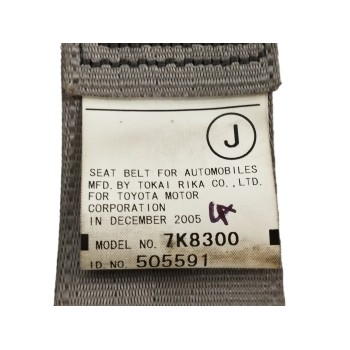 J
SEAT BELT FOR AUTOMOBILES
MFD. BY TOKAI RIKA CO., LTD.
FOR TOYOTA MOTOR
CORPORATION
IN DECEMBER 2005
MODEL NO. 7K8300
ID NO. 505591